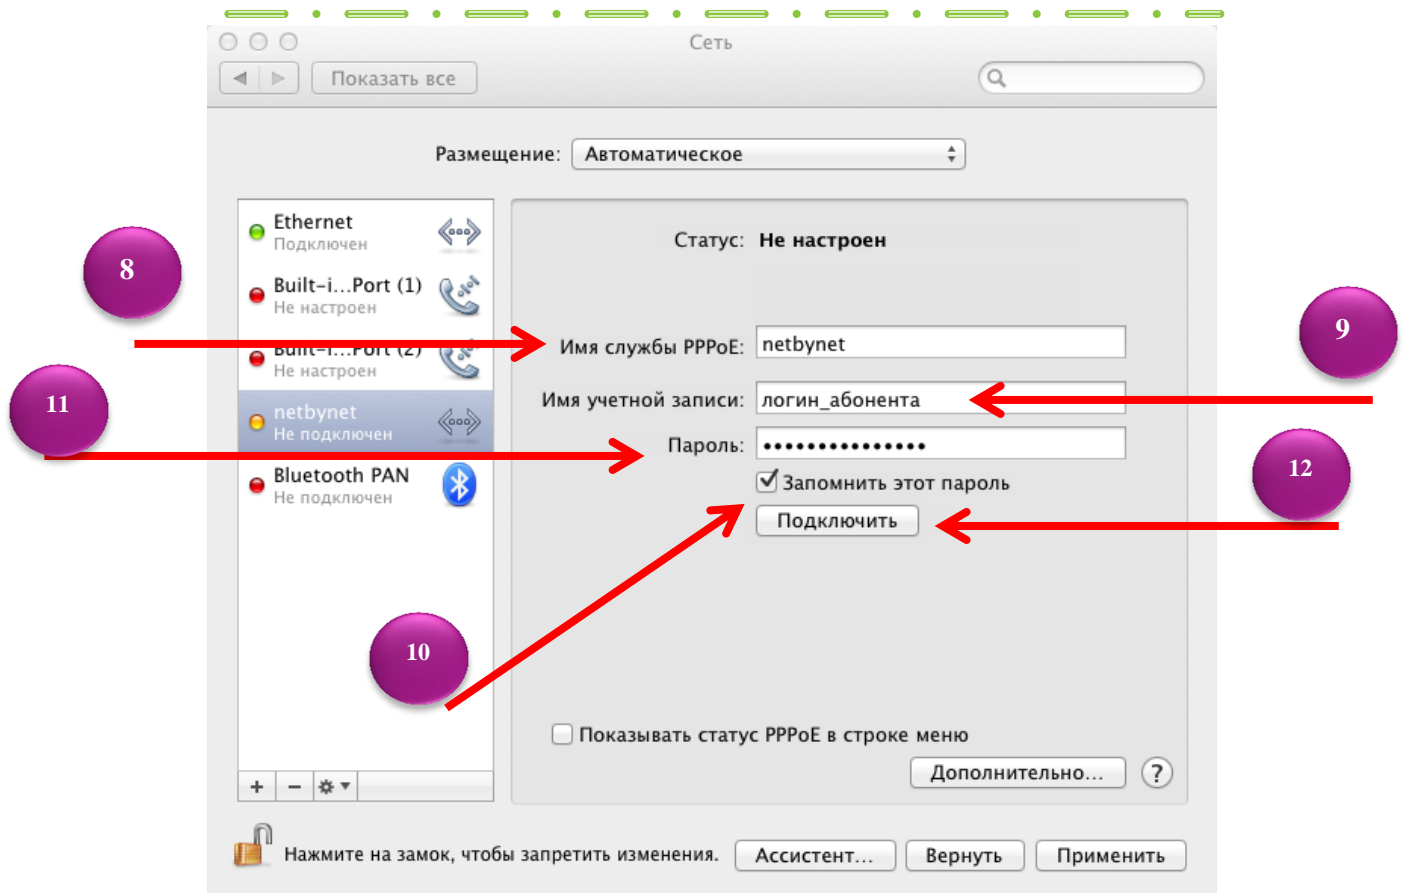 Сеть
Показать все
Размещение: Автоматическое
Ethernet
Подключен
Built-i...Port (1)
Не настроен
Built-i...Port (2)
Не настроен
netbynet
Не подключен
Bluetooth PAN
Не подключен
Статус: Не настроен
Имя службы PPPoE: netbynet
Имя учетной записи: логин_абонента
Пароль: •••••••••••••••
Запомнить этот пароль
Подключить
Показывать статус PPPoE в строке меню
Дополнительно... ?
+ −
Нажмите на замок, чтобы запретить изменения. Ассистент... Вернуть Применить
8
9
11
12
10